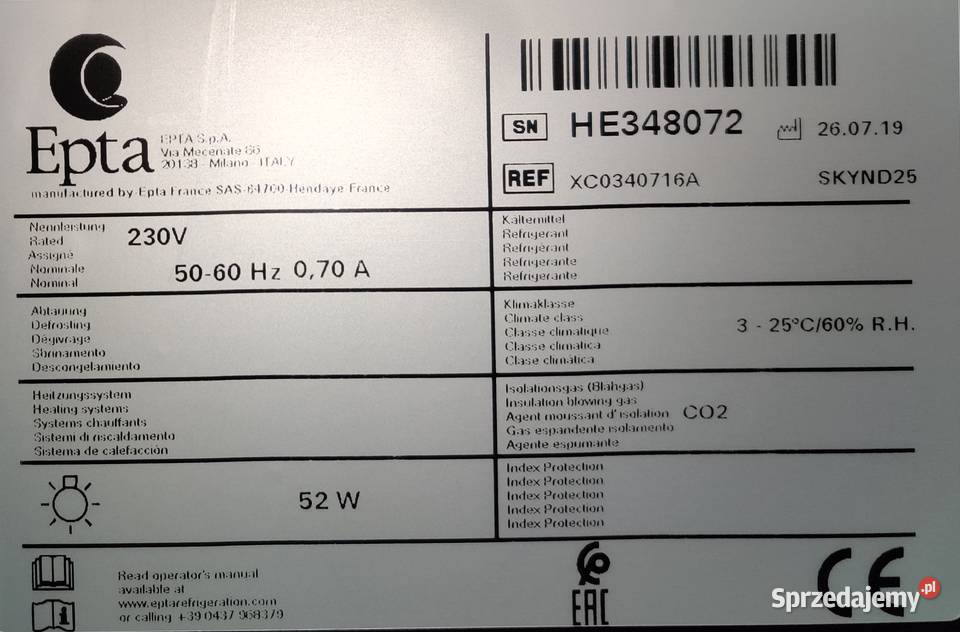 Epta
EPTA S.p.A.
Via Mecenate 86
20138 - Milano - ITALY
manufactured by Epta France SAS-64700-Hendaye France
SN HE348072 26.07.19
REF XC0340716A SKYND25
Nennleistung
Rated
Assigné
Nominale
Nominal
230V
50-60 Hz 0,70 A
Kältemittel
Refrigerant
Refrigérant
Refrigerante
Refrigerante
Abtauung
Defrosting
Dégivrage
Sbrinamento
Descongelamiento
Klimaklasse
Climate class
Classe climatique
Classe climatica
Clase climática
3 - 25°C/60% R.H.
Heitzungssystem
Heating systems
Systems chauffants
Sistemi di riscaldamento
Sistema de calefacción
Isolationsgas (Blahgas)
Insulation blowing gas
Agent moussant d'isolation
Gas espandente isolamento
Agente espumante
CO2
52 W
Index Protection
Index Protection
Index Protection
Index Protection
Index Protection
Read operator's manual
available at
www.eptarefrigeration.com
or calling +39 0437 968379
EAC
CE
Sprzedajemy.pl